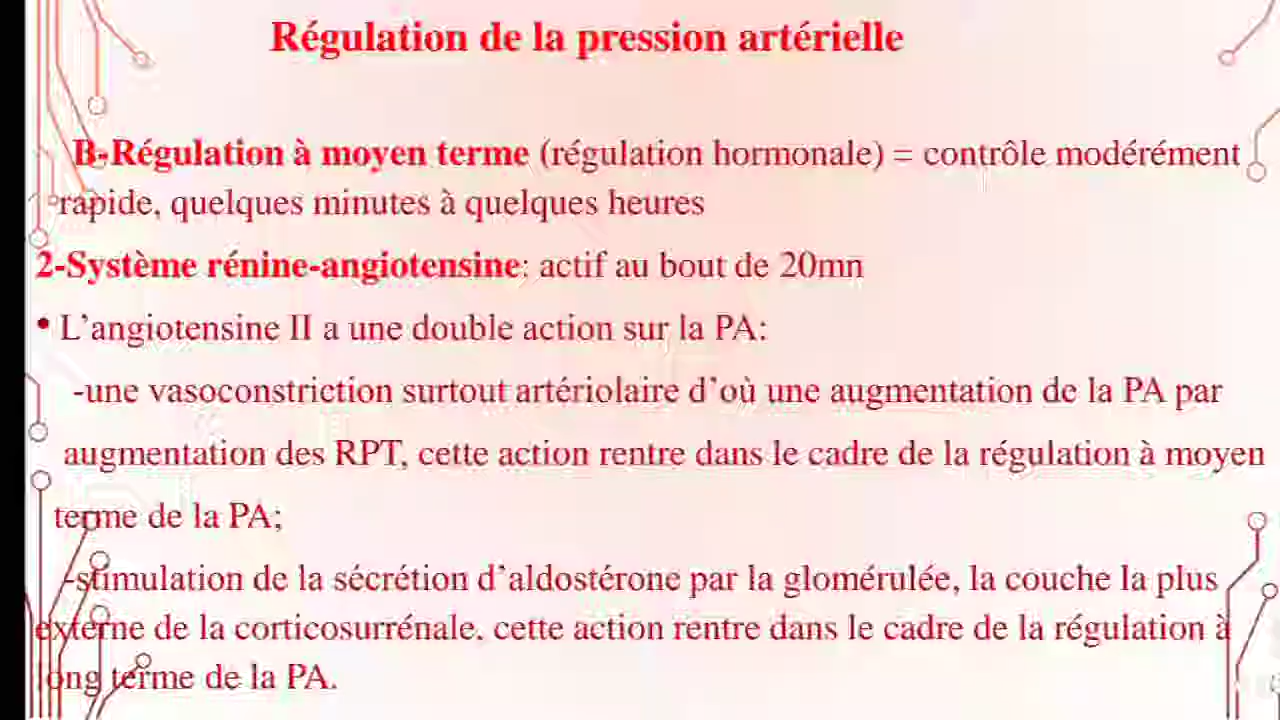 Régulation de la pression artérielle
B-Régulation à moyen terme (régulation hormonale) = contrôle modérément
rapide, quelques minutes à quelques heures
2-Système rénine-angiotensine: actif au bout de 20mn
• L’angiotensine II a une double action sur la PA:
-une vasoconstriction surtout artériolaire d’où une augmentation de la PA par
augmentation des RPT, cette action rentre dans le cadre de la régulation à moyen
terme de la PA;
-stimulation de la sécrétion d’aldostérone par la glomérulée, la couche la plus
externe de la corticosurrénale, cette action rentre dans le cadre de la régulation à
long terme de la PA.